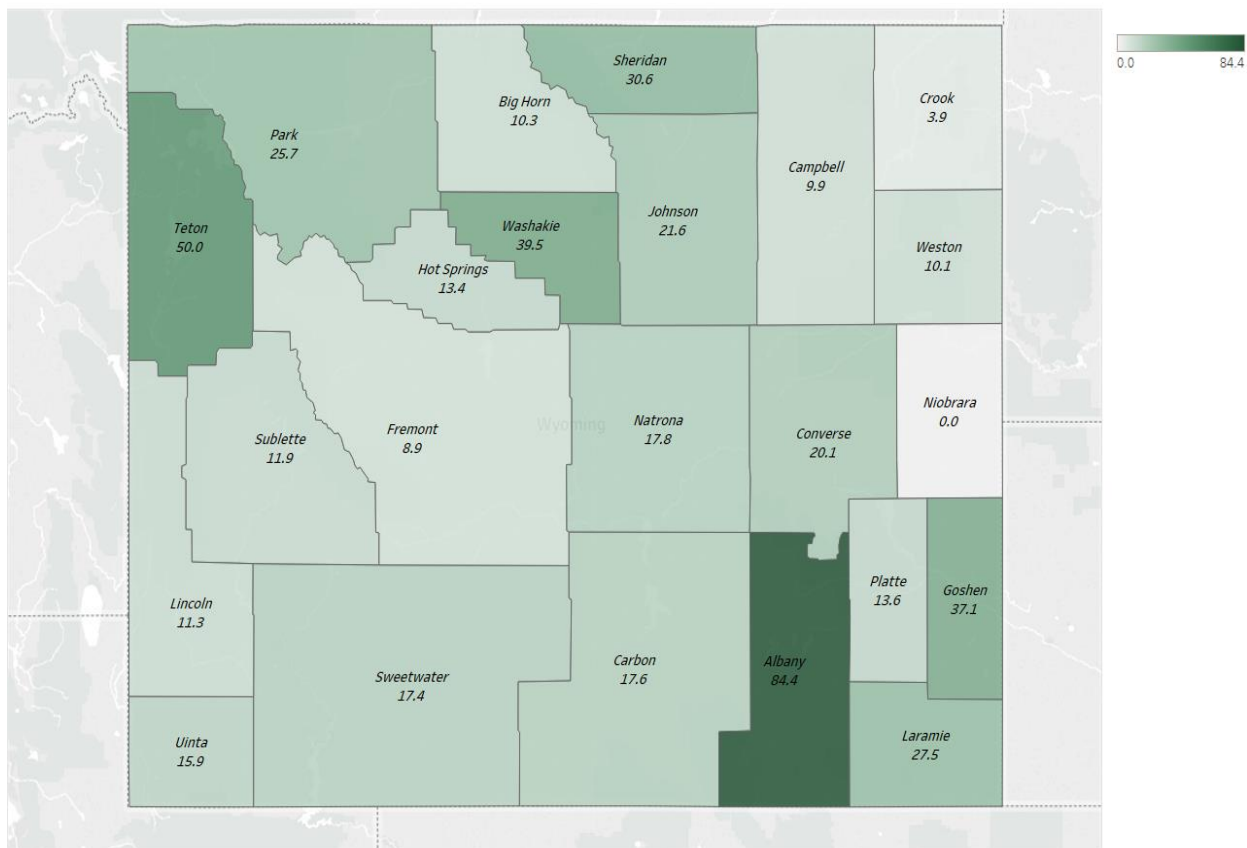 0.0 84.4
Sheridan
30.6
Big Horn
10.3
Crook
3.9
Park
25.7
Campbell
9.9
Teton
50.0
Washakie
39.5
Johnson
21.6
Weston
10.1
Hot Springs
13.4
Niobrara
0.0
Natrona
17.8
Converse
20.1
Wyoming
Fremont
8.9
Sublette
11.9
Platte
13.6
Goshen
37.1
Lincoln
11.3
Carbon
17.6
Albany
84.4
Sweetwater
17.4
Laramie
27.5
Uinta
15.9